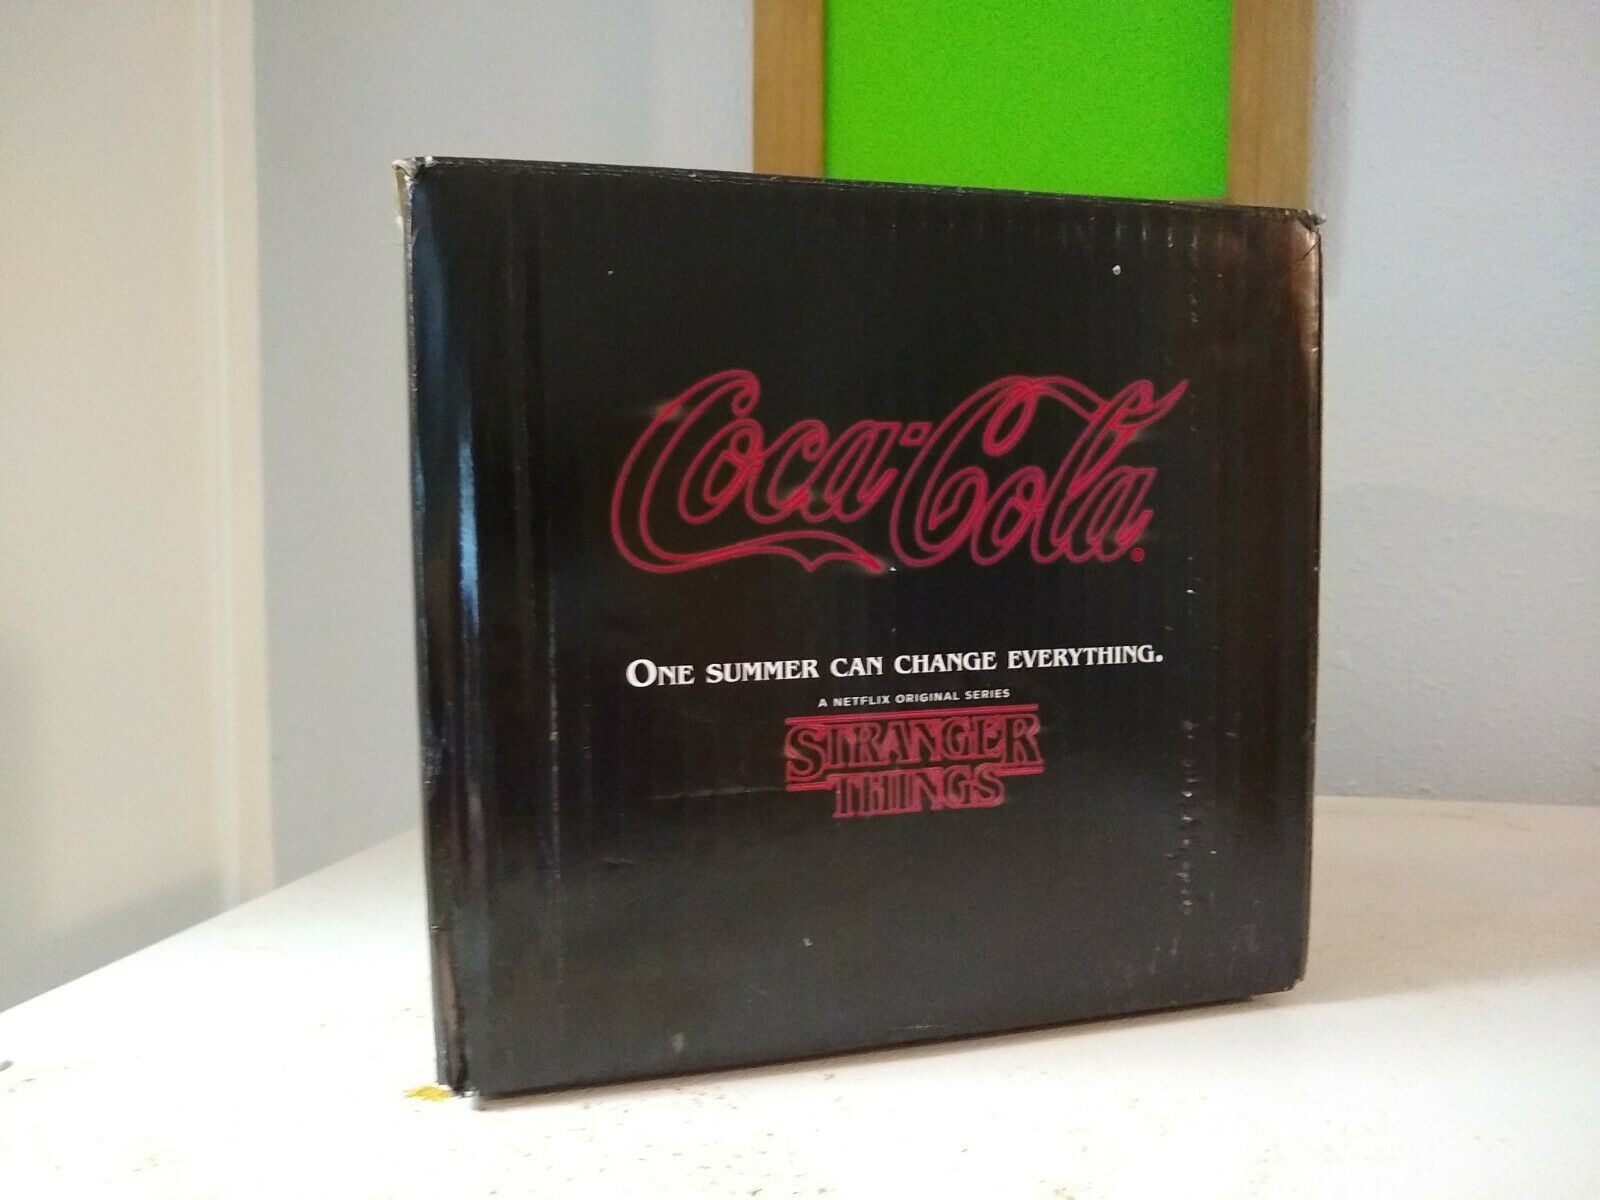 Coca-Cola®
ONE SUMMER CAN CHANGE EVERYTHING.
A NETFLIX ORIGINAL SERIES
STRANGER
THINGS